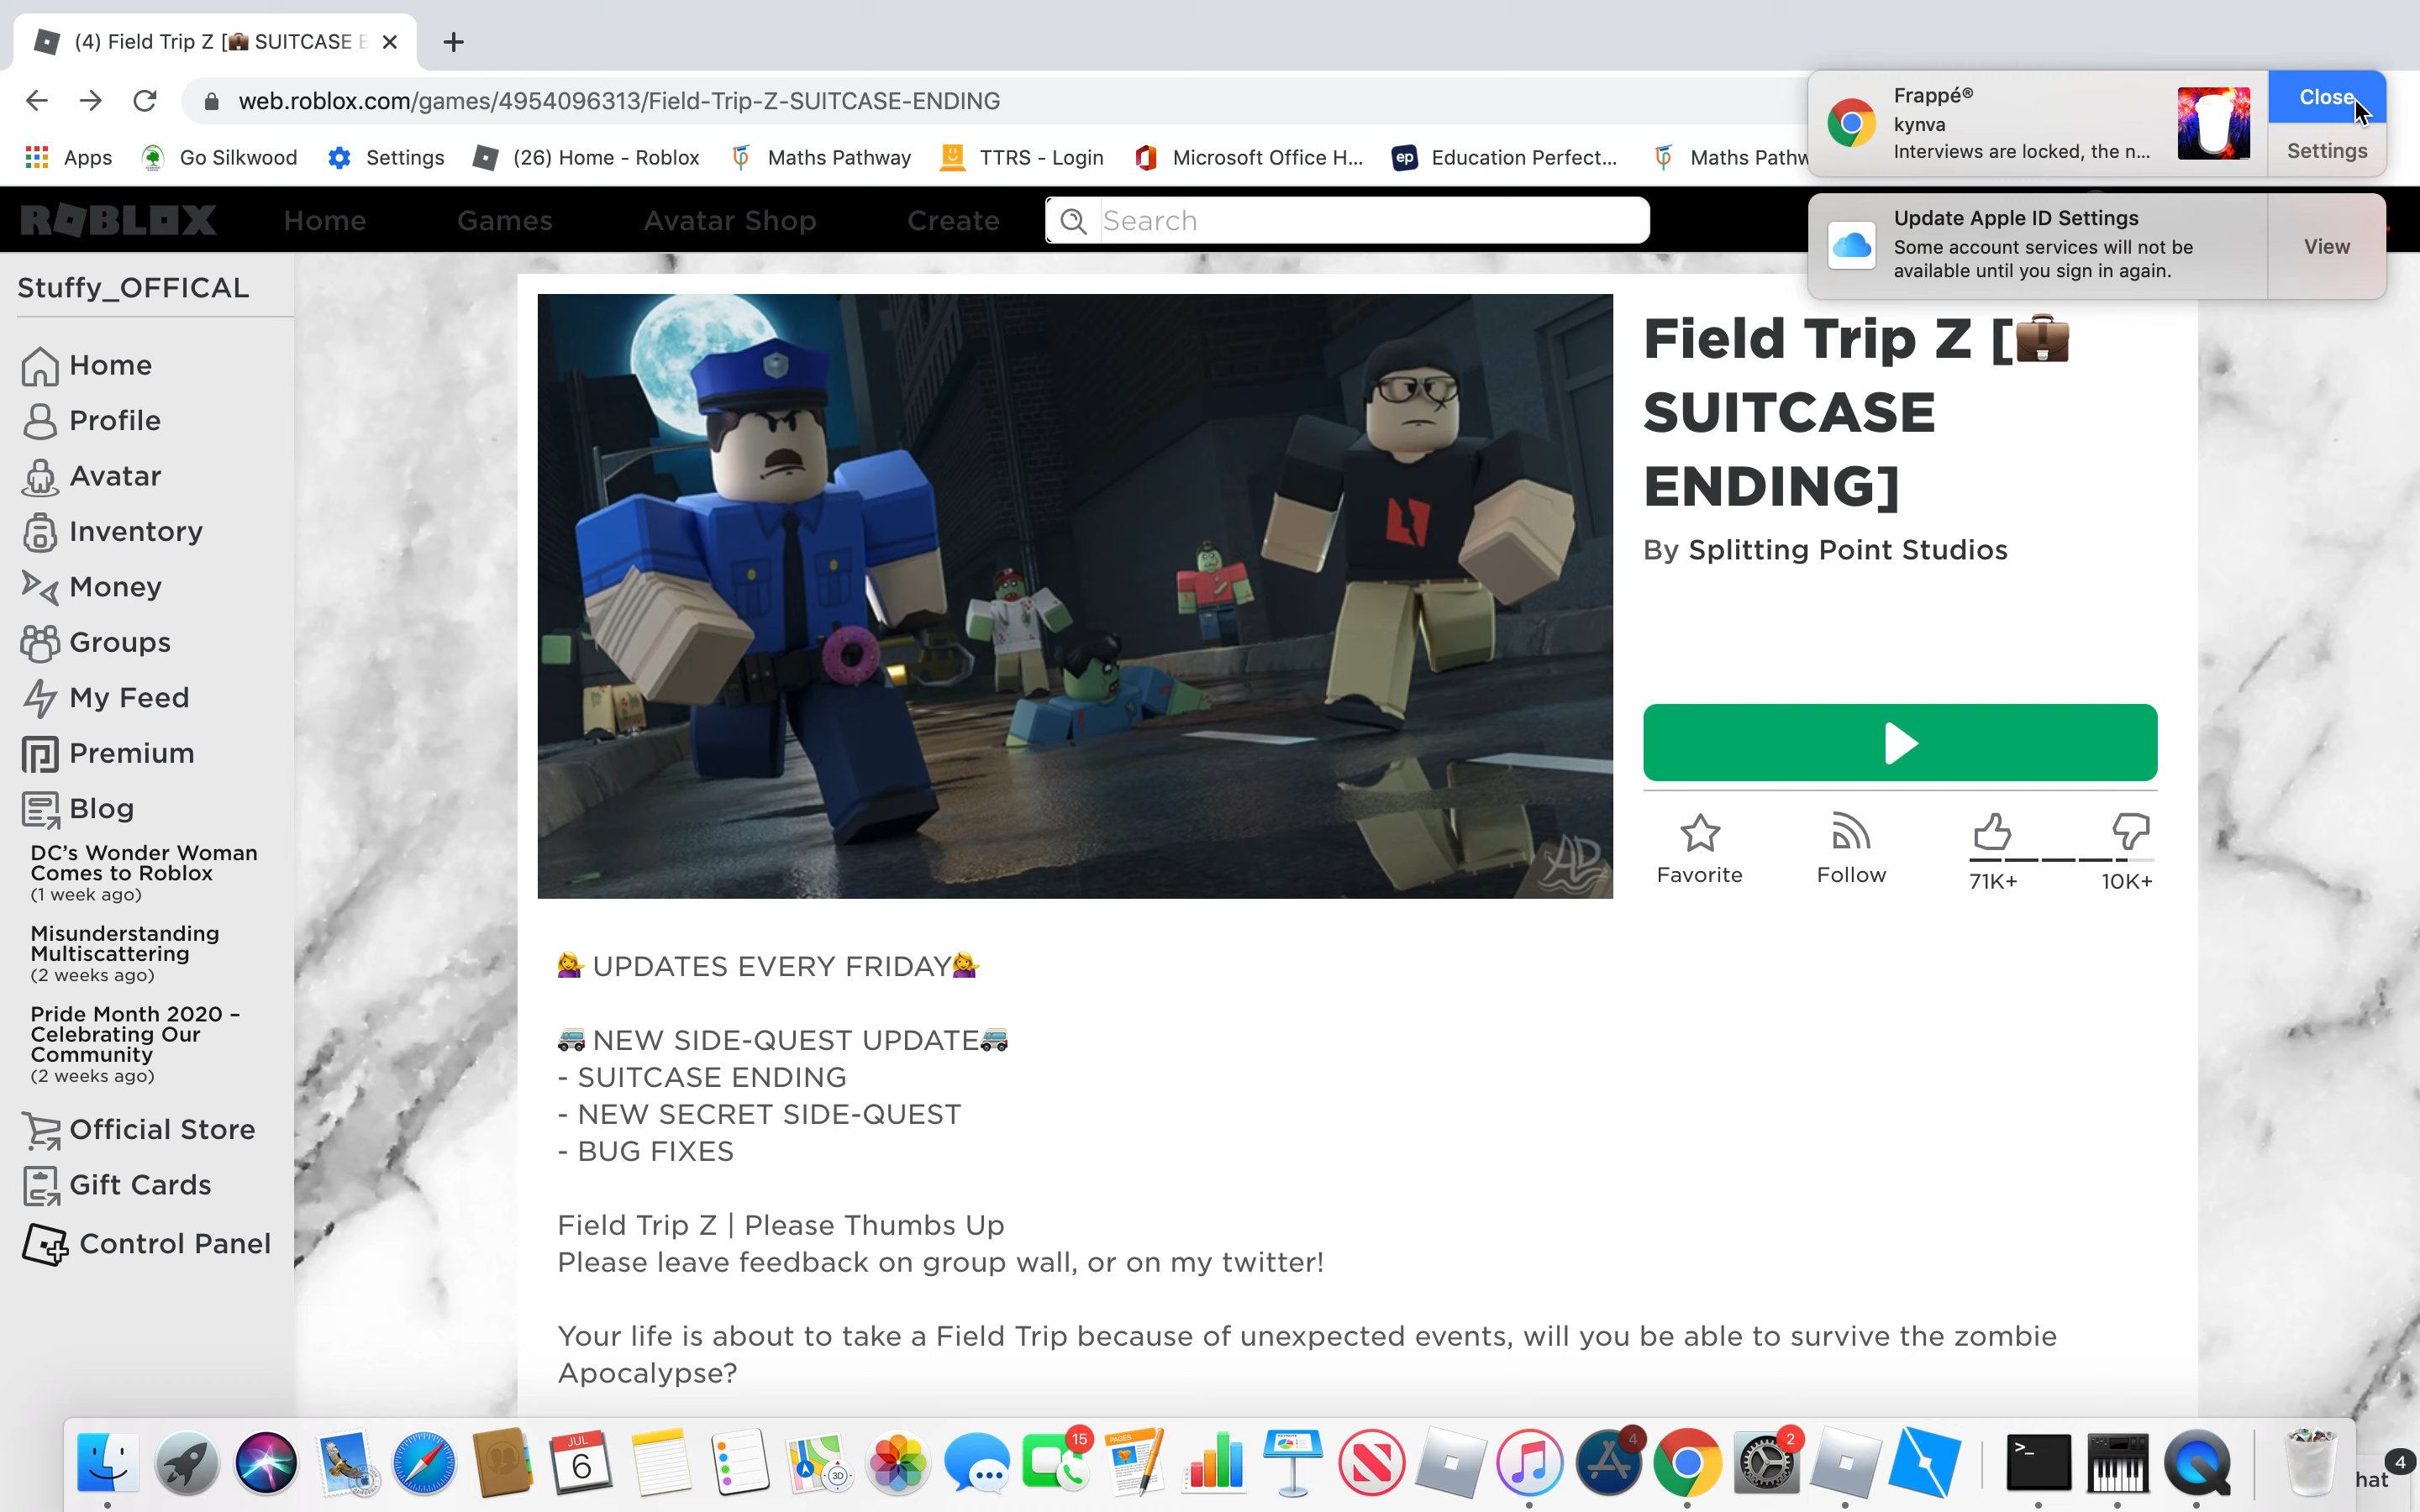 (4) Field Trip Z [💼 SUITCASE E
web.roblox.com/games/4954096313/Field-Trip-Z-SUITCASE-ENDING
Apps
Go Silkwood
Settings
(26) Home - Roblox
Maths Pathway
TTRS - Login
Microsoft Office H...
ep
Education Perfect...
Maths Pathw
Frappé®
kynva
Interviews are locked, the n...
Close
Settings
Update Apple ID Settings
Some account services will not be
available until you sign in again.
View
ROBLOX
Home
Games
Avatar Shop
Create
Search
Stuffy_OFFICAL
Home
Profile
Avatar
Inventory
Money
Groups
My Feed
Premium
Blog
DC's Wonder Woman
Comes to Roblox
(1 week ago)
Misunderstanding
Multiscattering
(2 weeks ago)
Pride Month 2020 –
Celebrating Our
Community
(2 weeks ago)
Official Store
Gift Cards
Control Panel
Field Trip Z [💼
SUITCASE
ENDING]
By Splitting Point Studios
Favorite
Follow
71K+
10K+
AD
💁‍♀️ UPDATES EVERY FRIDAY💁‍♀️
🚐 NEW SIDE-QUEST UPDATE🚐
- SUITCASE ENDING
- NEW SECRET SIDE-QUEST
- BUG FIXES
Field Trip Z | Please Thumbs Up
Please leave feedback on group wall, or on my twitter!
Your life is about to take a Field Trip because of unexpected events, will you be able to survive the zombie
Apocalypse?
JUL
6
3D
15
PAGES
4
2
>_
hat
4